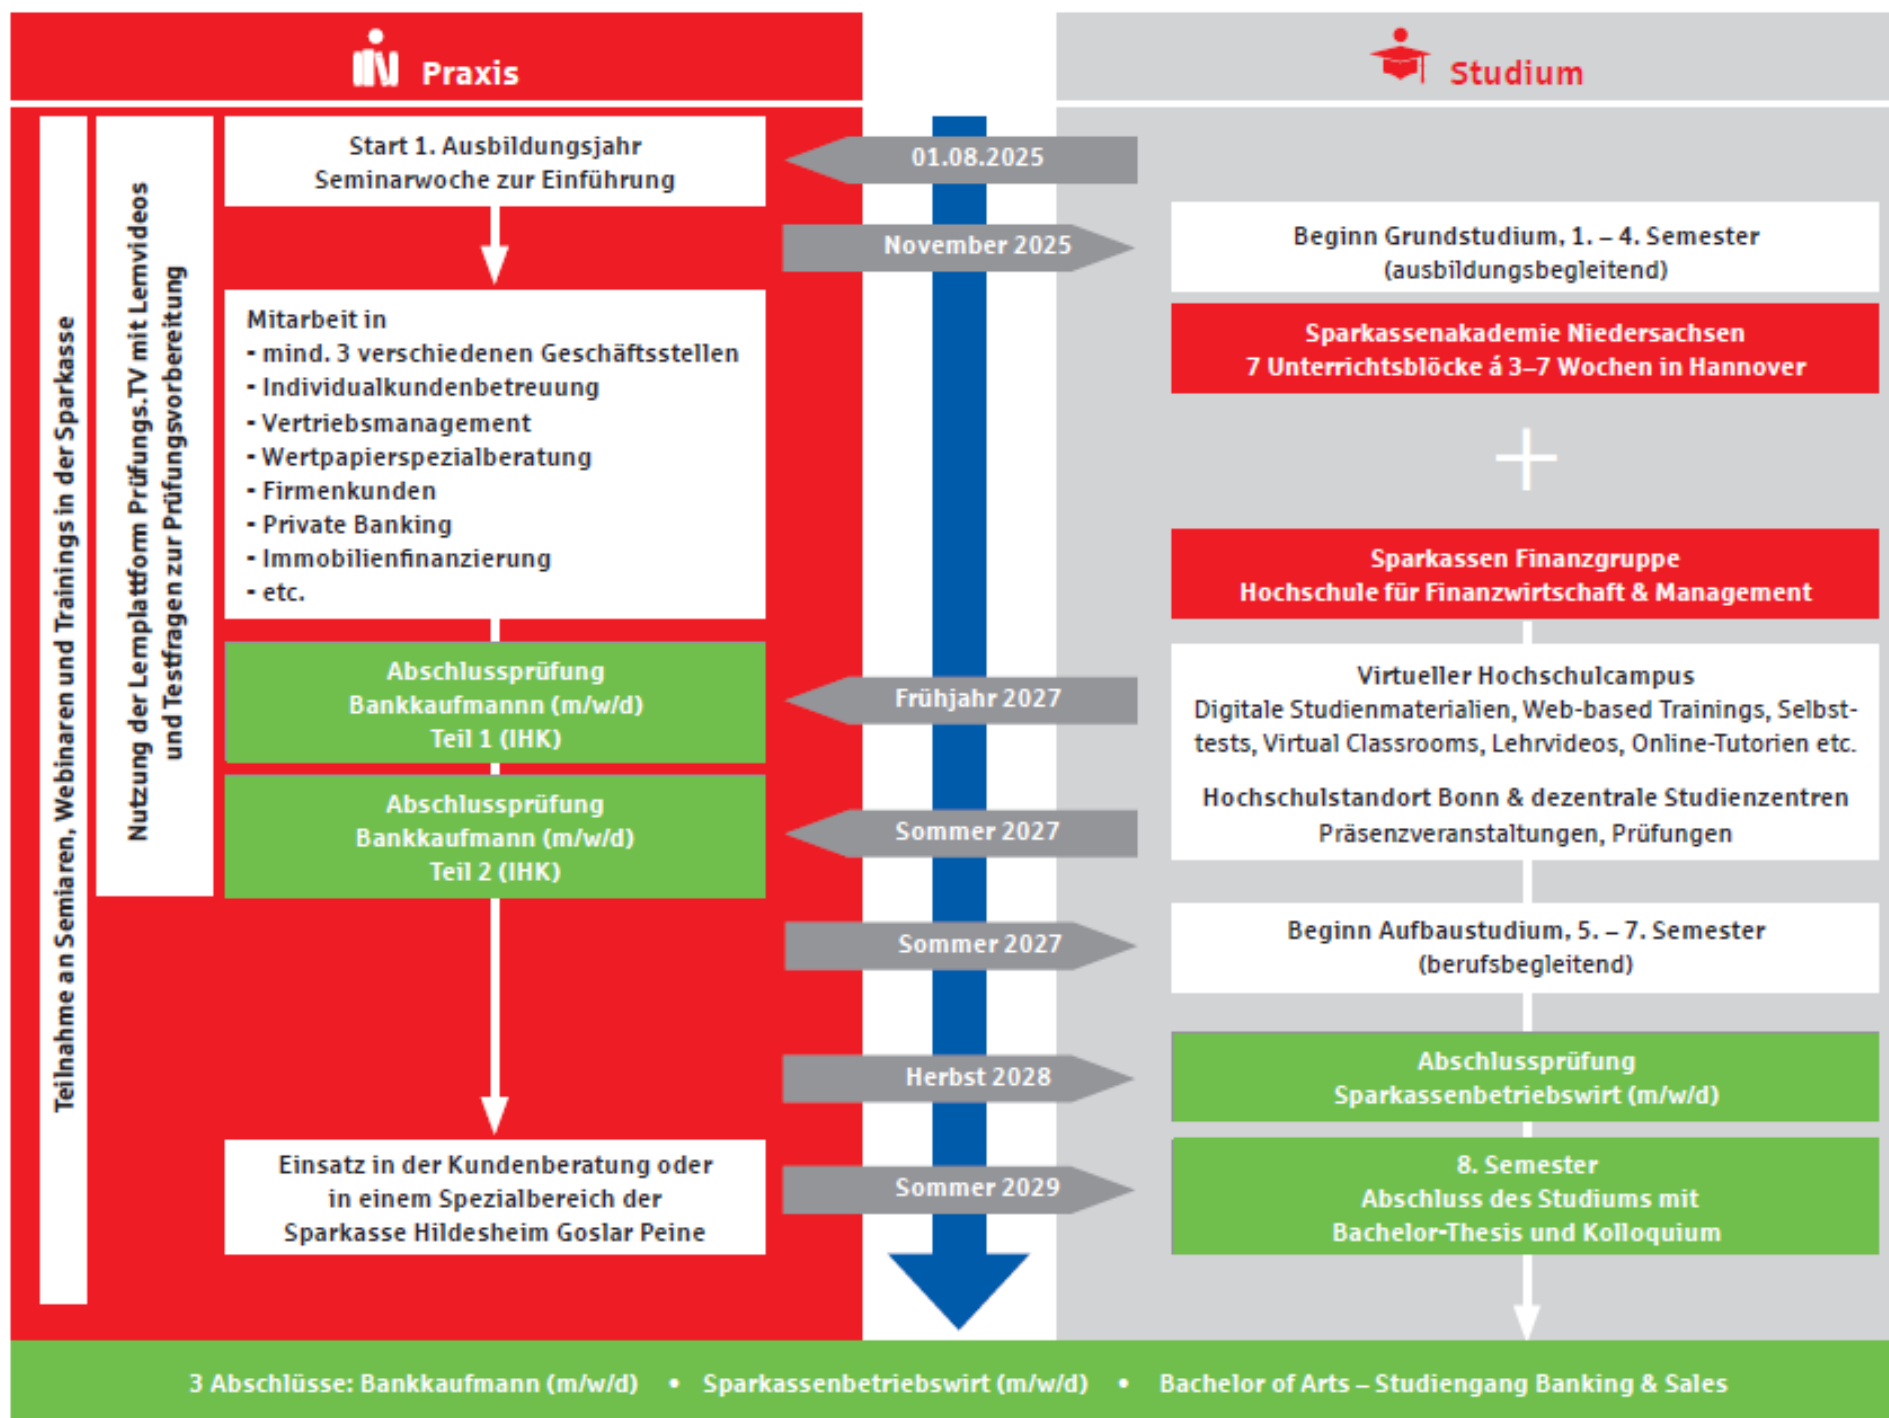 Praxis
Studium
Teilnahme an Semiaren, Webinaren und Trainings in der Sparkasse
Nutzung der Lernplattform Prüfungs.TV mit Lernvideos
und Testfragen zur Prüfungsvorbereitung
Start 1. Ausbildungsjahr
Seminarwoche zur Einführung
01.08.2025
November 2025
Beginn Grundstudium, 1. – 4. Semester
(ausbildungsbegleitend)
Sparkassenakademie Niedersachsen
7 Unterrichtsblöcke á 3–7 Wochen in Hannover
+
Mitarbeit in
- mind. 3 verschiedenen Geschäftsstellen
- Individualkundenbetreuung
- Vertriebsmanagement
- Wertpapierspezialberatung
- Firmenkunden
- Private Banking
- Immobilienfinanzierung
- etc.
Sparkassen Finanzgruppe
Hochschule für Finanzwirtschaft & Management
Abschlussprüfung
Bankkaufmannn (m/w/d)
Teil 1 (IHK)
Frühjahr 2027
Virtueller Hochschulcampus
Digitale Studienmaterialien, Web-based Trainings, Selbst-
tests, Virtual Classrooms, Lehrvideos, Online-Tutorien etc.
Hochschulstandort Bonn & dezentrale Studienzentren
Präsenzveranstaltungen, Prüfungen
Abschlussprüfung
Bankkaufmann (m/w/d)
Teil 2 (IHK)
Sommer 2027
Sommer 2027
Beginn Aufbaustudium, 5. – 7. Semester
(berufsbegleitend)
Herbst 2028
Abschlussprüfung
Sparkassenbetriebswirt (m/w/d)
Einsatz in der Kundenberatung oder
in einem Spezialbereich der
Sparkasse Hildesheim Goslar Peine
Sommer 2029
8. Semester
Abschluss des Studiums mit
Bachelor-Thesis und Kolloquium
3 Abschlüsse: Bankkaufmann (m/w/d) • Sparkassenbetriebswirt (m/w/d) • Bachelor of Arts – Studiengang Banking & Sales